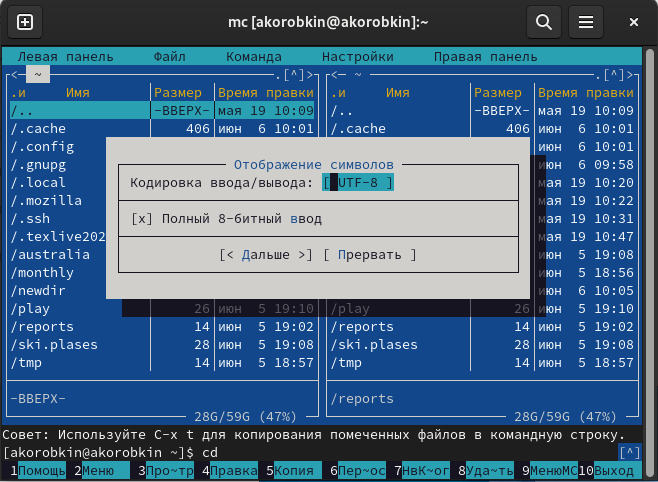 mc [akorobkin@akorobkin]:~
Левая панель Файл Команда Настройки Правая панель
<— ~ .[^]> <— ~ .[^]>
.и Имя Размер Время правки .и Имя Размер Время правки
/.. -ВВЕРХ- мая 19 10:09 /.. -ВВЕРХ- мая 19 10:09
/.cache 406 июн 6 10:01 /.cache 406 июн 6 10:01
/.config июн 6 10:01
/.gnupg июн 6 09:58
/.local мая 19 10:20
/.mozilla мая 19 10:22
/.ssh мая 19 10:31
/.texlive202 мая 19 10:47
/australia июн 5 19:08
/monthly июн 5 18:56
/newdir июн 6 10:05
Отображение символов
Кодировка ввода/вывода: [ UTF-8 ]
[x] Полный 8-битный ввод
[< Дальше >] [ Прервать ]
/play 26 июн 5 19:10 /play 26 июн 5 19:10
/reports 14 июн 5 19:02 /reports 14 июн 5 19:02
/ski.plases 28 июн 5 19:08 /ski.plases 28 июн 5 19:08
/tmp 14 июн 5 18:57 /tmp 14 июн 5 18:57
-ВВЕРХ- /reports
28G/59G (47%) 28G/59G (47%)
Совет: Используйте C-x t для копирования помеченных файлов в командную строку.
[akorobkin@akorobkin ~]$ cd [^]
1Помощь 2Меню 3Про~тр 4Правка 5Копия 6Пер~ос 7НвК~ог 8Уда~ть 9МенюMC 10Выход